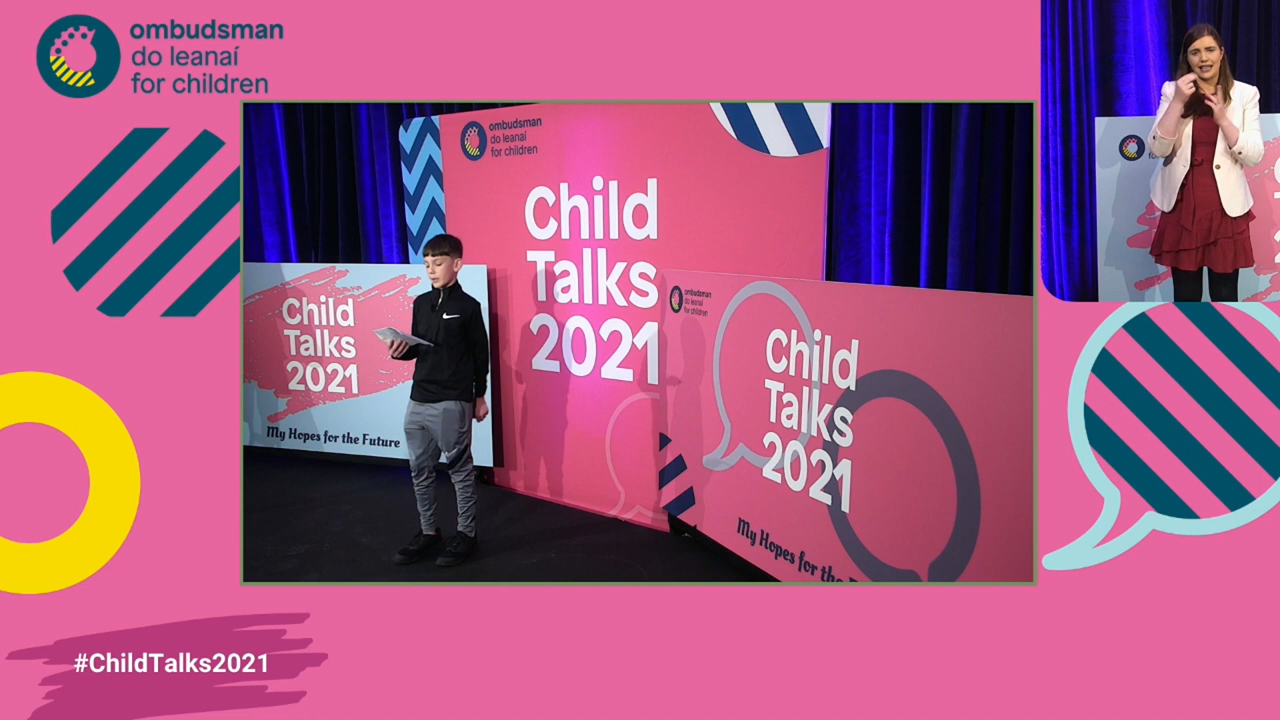 ombudsman
do leanaí
for children
ombudsman
do leanaí
for children
Child
Talks
2021
Child
Talks
2021
My Hopes for the Future
ombudsman
do leanaí
for children
Child
Talks
2021
My Hopes for the
#ChildTalks2021